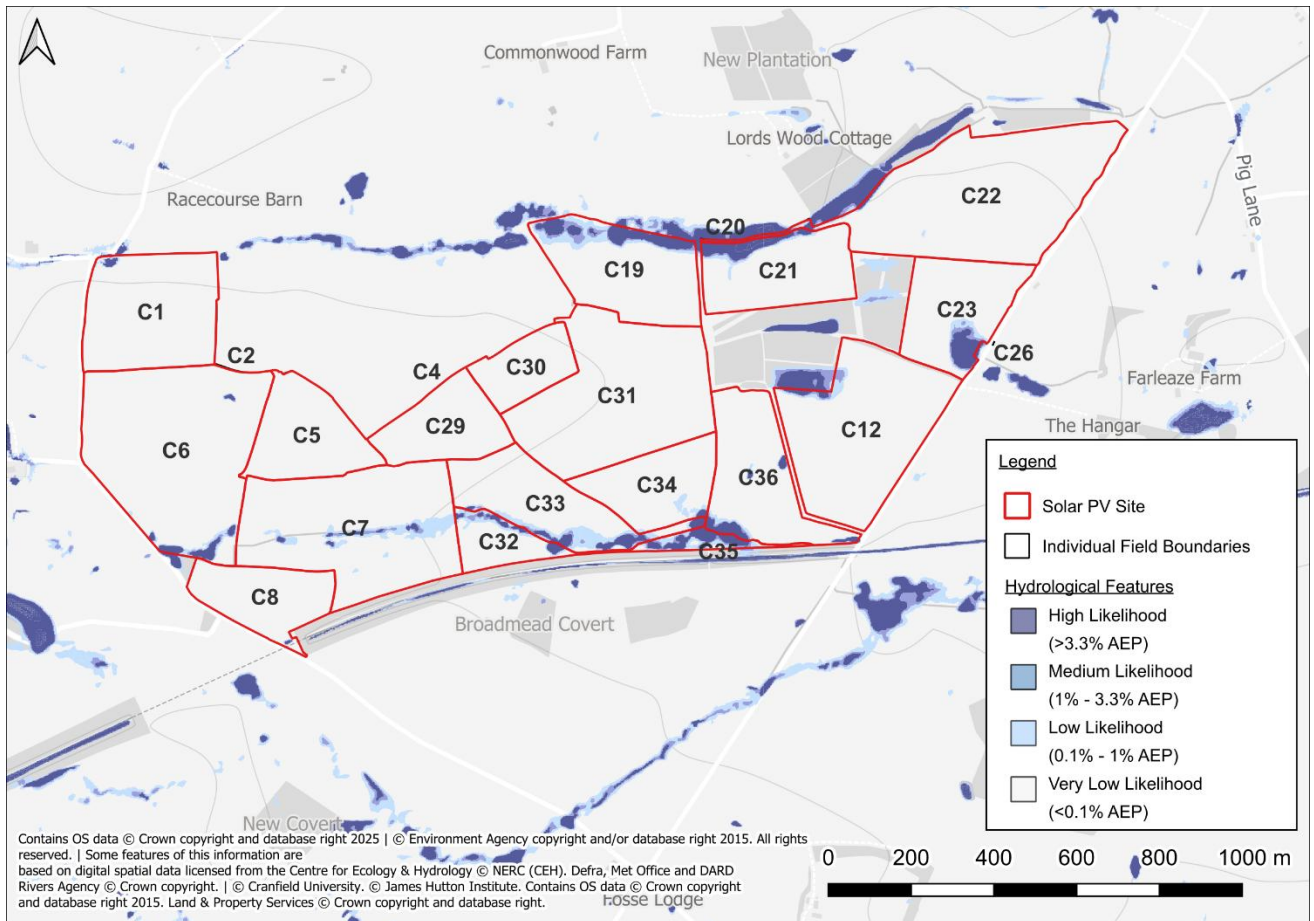 Commonwood Farm
New Plantation
Lords Wood Cottage
Pig Lane
Racecourse Barn
C22
C20
C19
C21
C1
C23
C26
C2
C4
C30
Farleaze Farm
C31
C29
The Hangar
C5
C12
C6
C36
C34
C33
C7
C32
C35
C8
Broadmead Covert
New Covert
Fosse Lodge
Legend
Solar PV Site
Individual Field Boundaries
Hydrological Features
High Likelihood
(>3.3% AEP)
Medium Likelihood
(1% - 3.3% AEP)
Low Likelihood
(0.1% - 1% AEP)
Very Low Likelihood
(<0.1% AEP)
Contains OS data © Crown copyright and database right 2025 | © Environment Agency copyright and/or database right 2015. All rights
reserved. | Some features of this information are
based on digital spatial data licensed from the Centre for Ecology & Hydrology © NERC (CEH). Defra, Met Office and DARD
Rivers Agency © Crown copyright. | © Cranfield University. © James Hutton Institute. Contains OS data © Crown copyright
and database right 2015. Land & Property Services © Crown copyright and database right.
0 200 400 600 800 1000 m